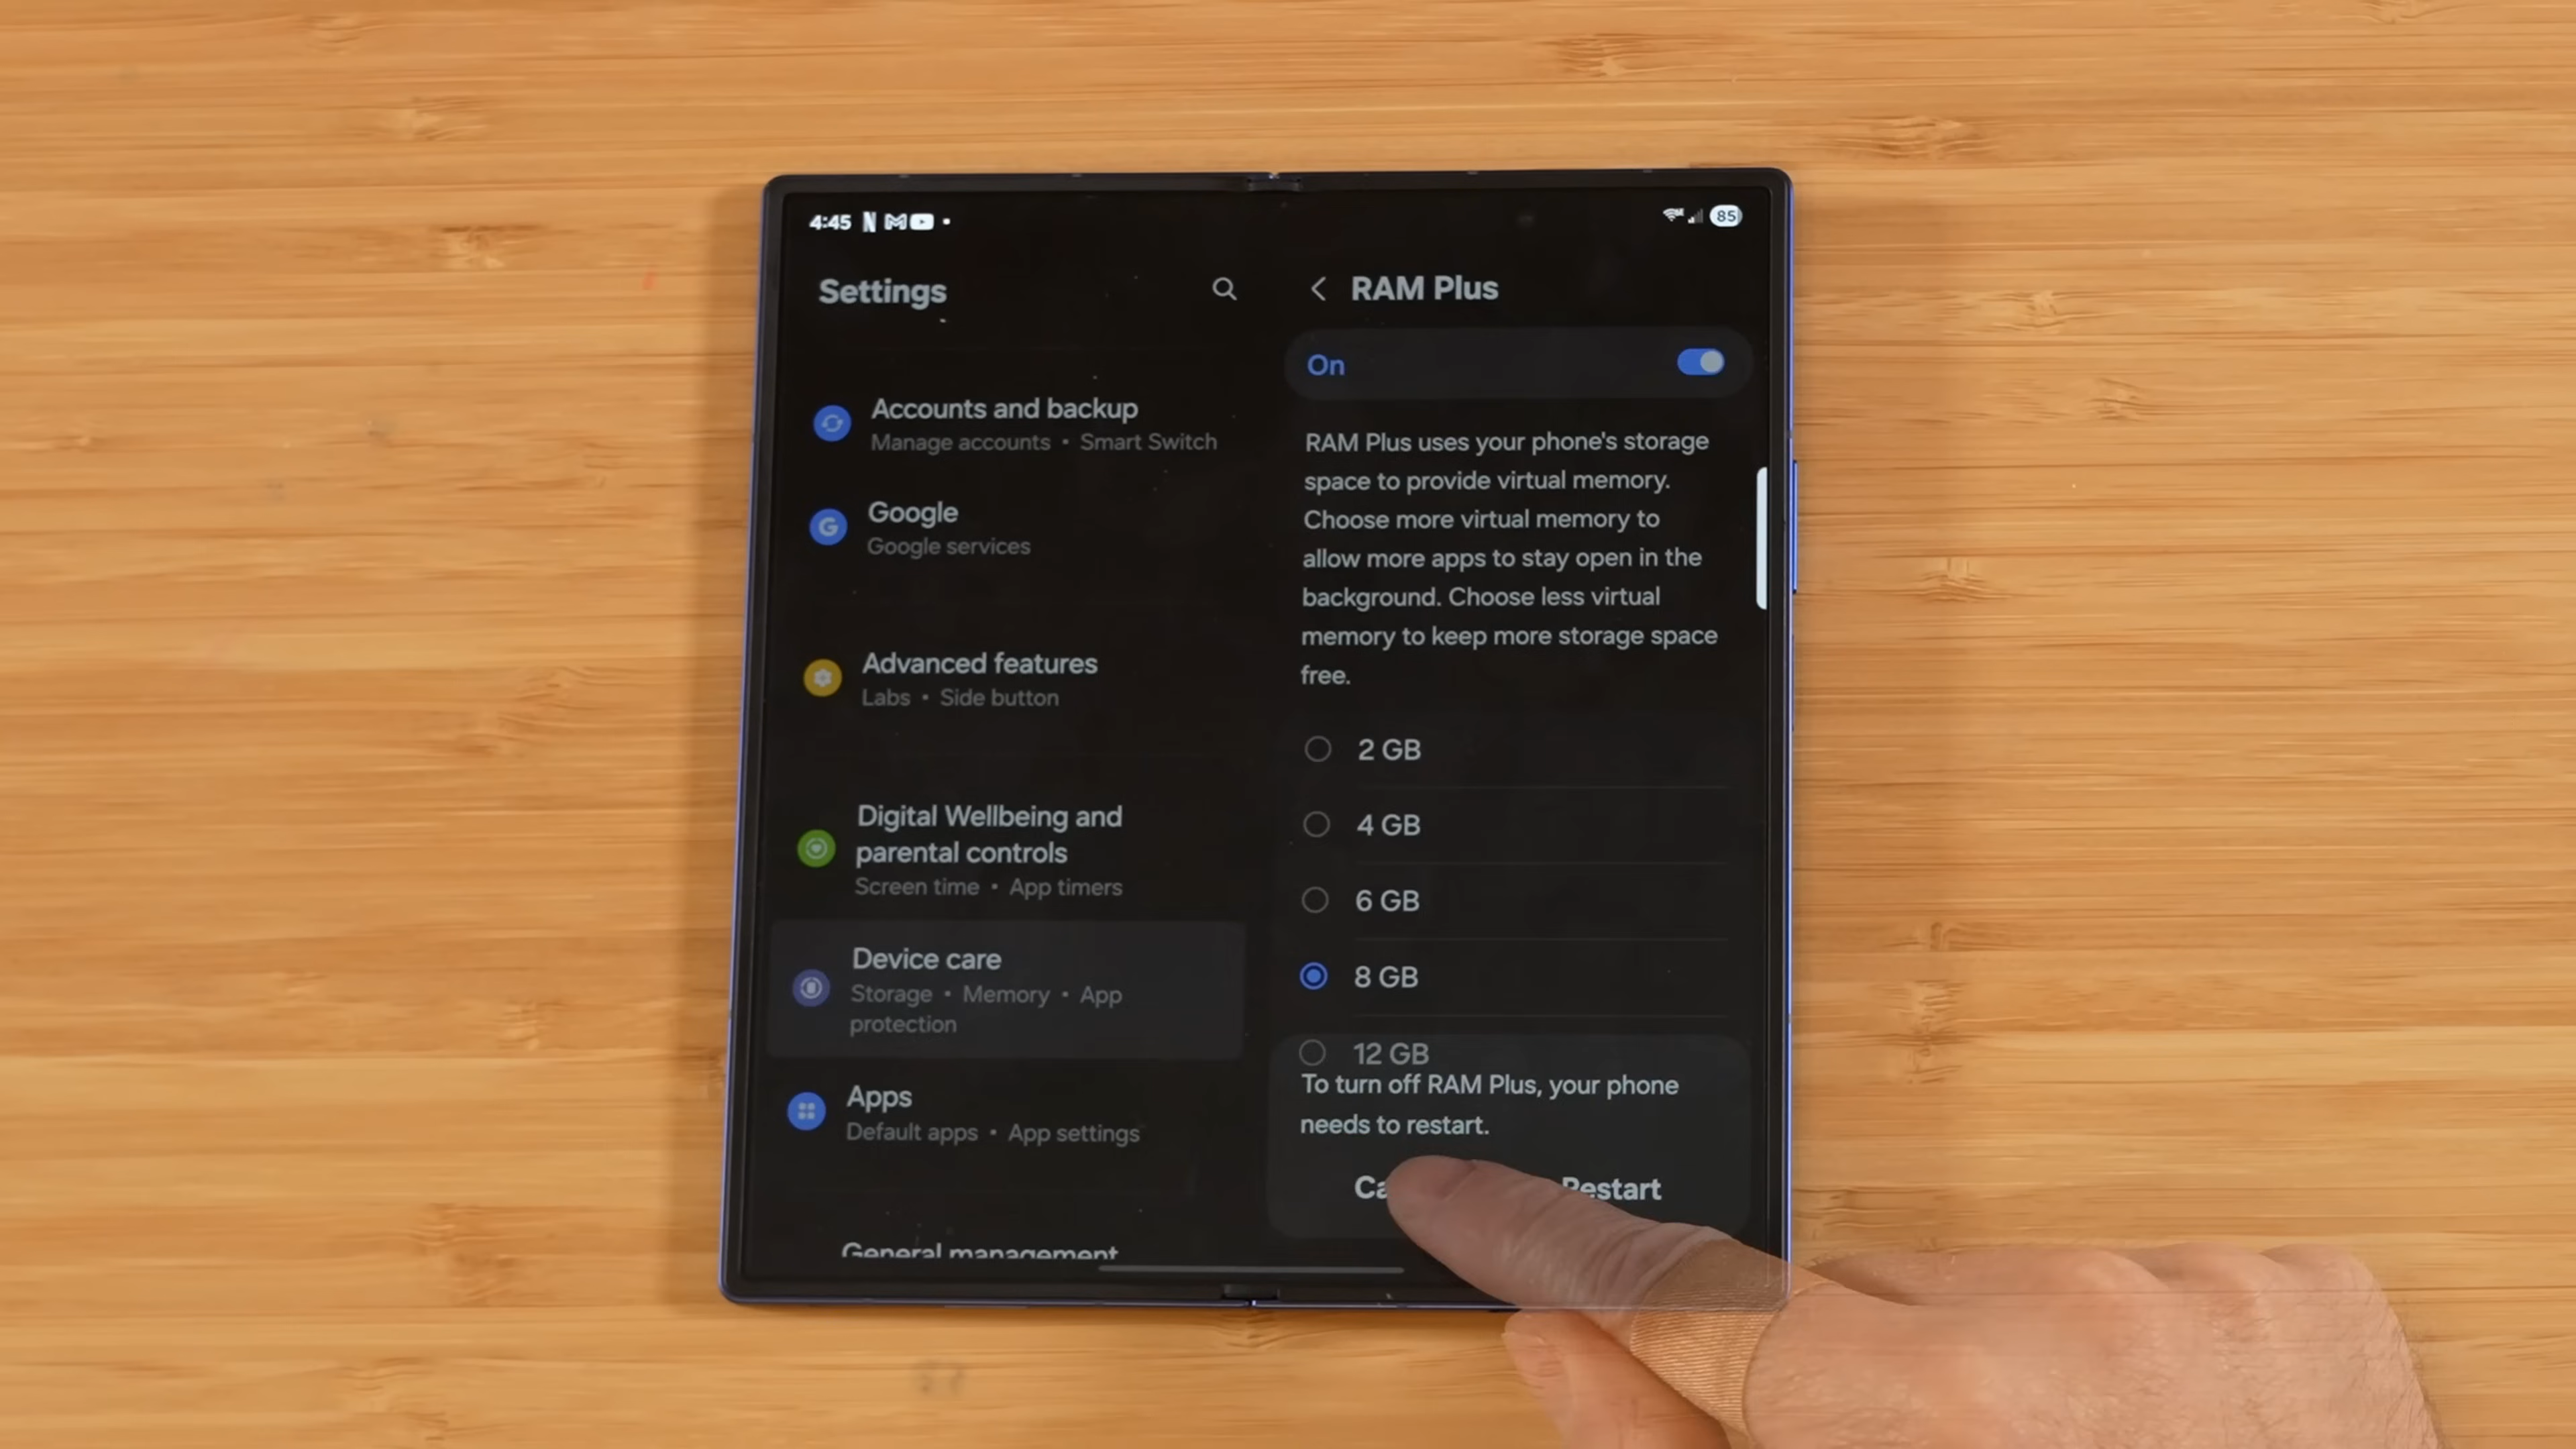 4:45
85
Settings
Accounts and backup
Manage accounts • Smart Switch
Google
Google services
Advanced features
Labs • Side button
Digital Wellbeing and
parental controls
Screen time • App timers
Device care
Storage • Memory • App
protection
Apps
Default apps • App settings
General management
RAM Plus
On
RAM Plus uses your phone's storage
space to provide virtual memory.
Choose more virtual memory to
allow more apps to stay open in the
background. Choose less virtual
memory to keep more storage space
free.
2 GB
4 GB
6 GB
8 GB
12 GB
To turn off RAM Plus, your phone
needs to restart.
Restart